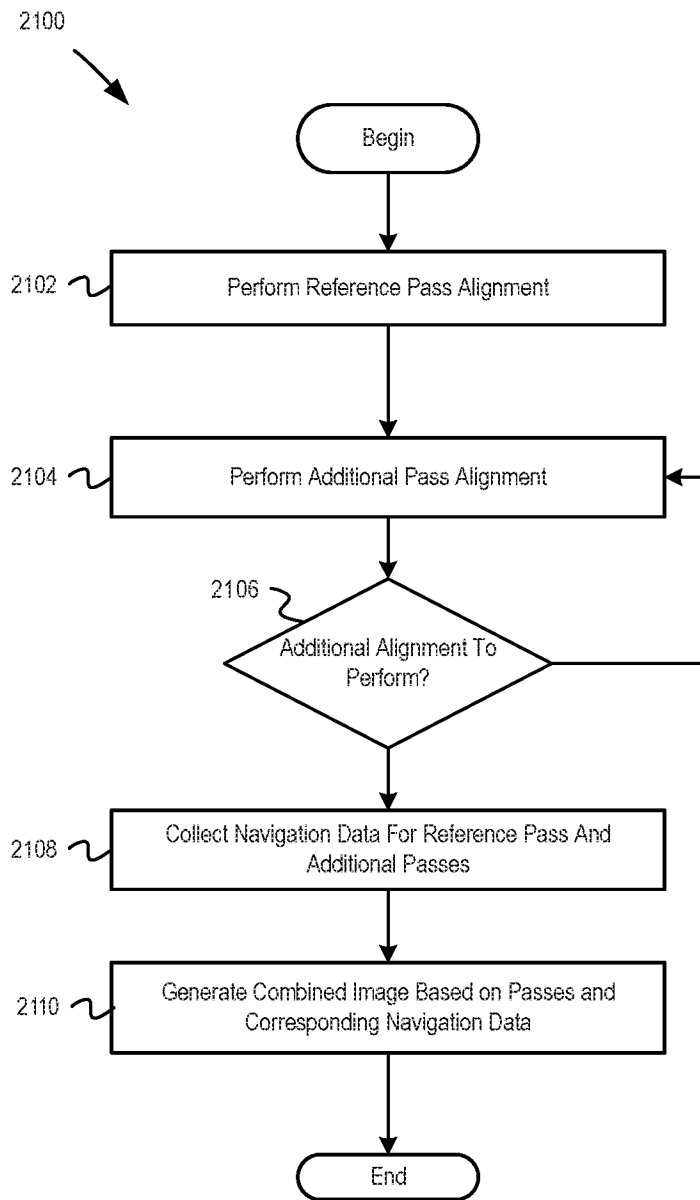 2100
Begin
2102
Perform Reference Pass Alignment
2104
Perform Additional Pass Alignment
2106
Additional Alignment To
Perform?
2108
Collect Navigation Data For Reference Pass And
Additional Passes
2110
Generate Combined Image Based on Passes and
Corresponding Navigation Data
End